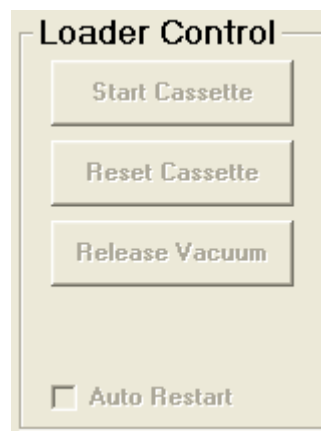 Loader Control
Start Cassette
Reset Cassette
Release Vacuum
Auto Restart